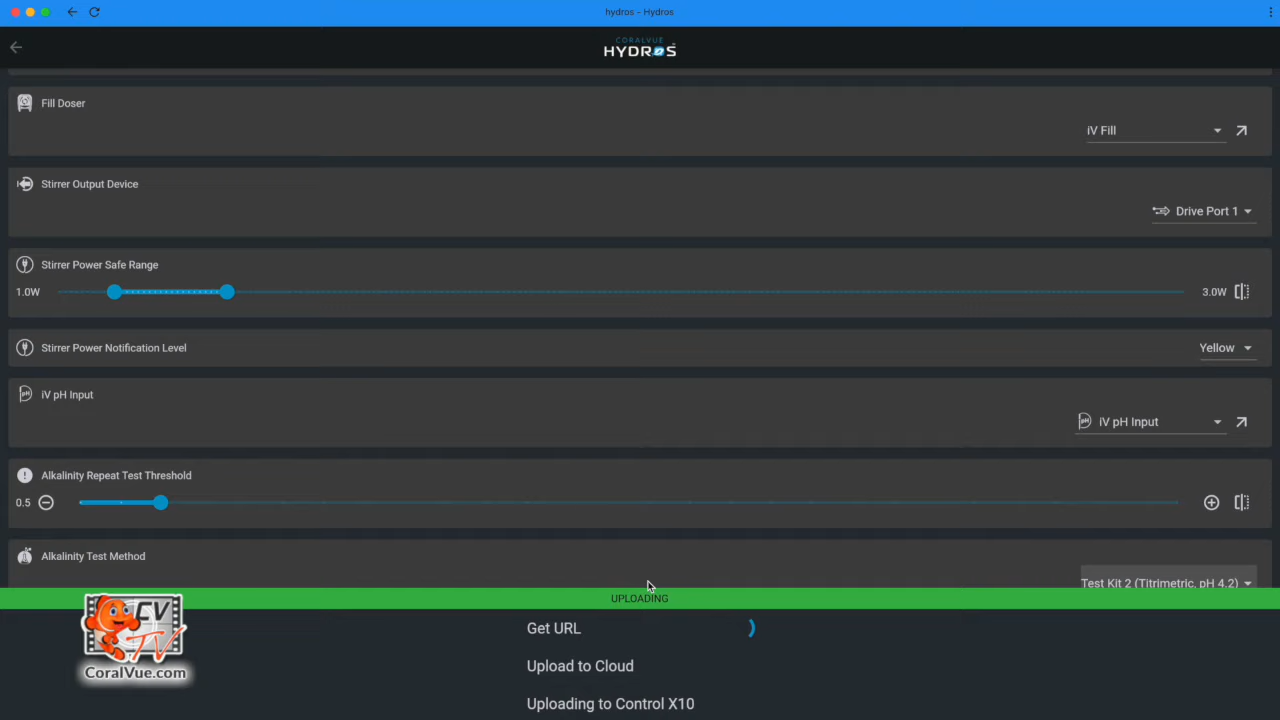 hydros – Hydros
CORALVUE
HYDROS
Fill Doser
iV Fill
Stirrer Output Device
Drive Port 1
Stirrer Power Safe Range
1.0W
3.0W
Stirrer Power Notification Level
Yellow
iV pH Input
pH iV pH Input
Alkalinity Repeat Test Threshold
0.5
Alkalinity Test Method
Test Kit 2 (Titrimetric, pH 4.2)
UPLOADING
Get URL
Upload to Cloud
Uploading to Control X10
CV
TV
CoralVue.com